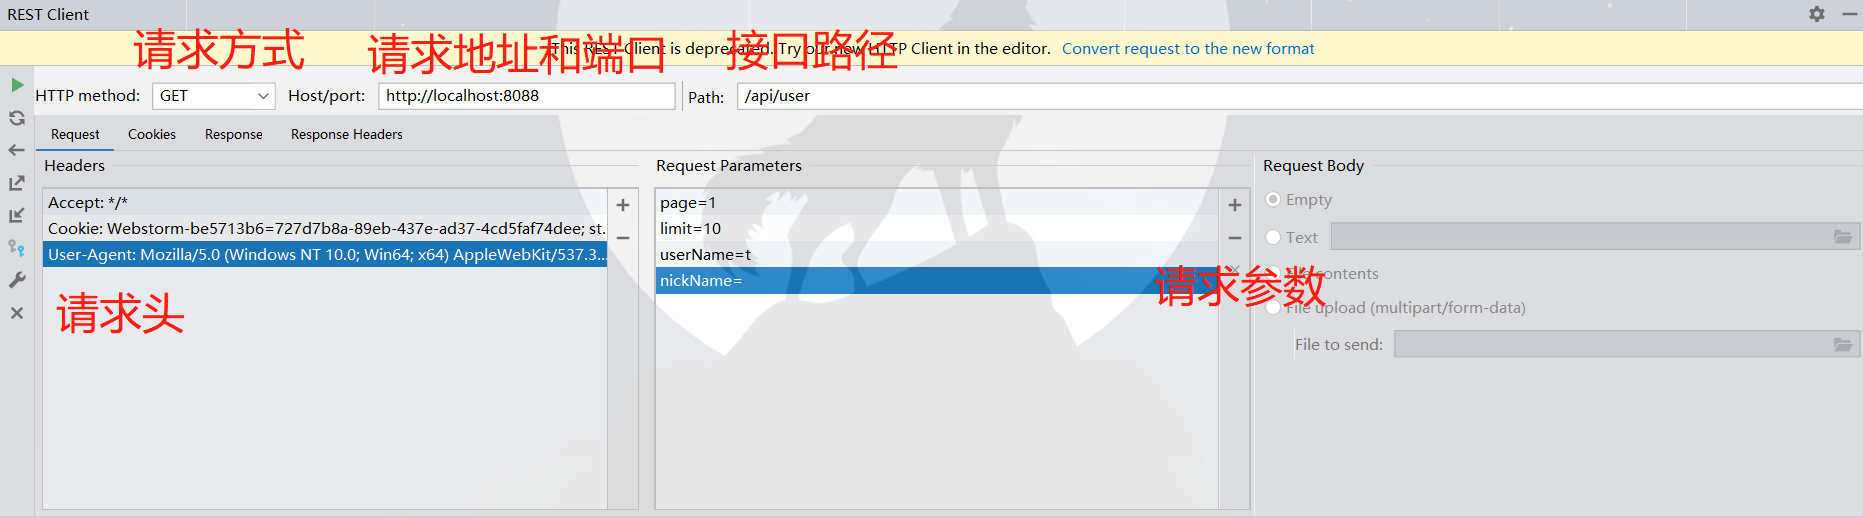 REST Client
请求方式
请求地址和端口
接口路径
This REST Client is deprecated. Try our new HTTP Client in the editor. Convert request to the new format
HTTP method: GET Host/port: http://localhost:8088 Path: /api/user
Request Cookies Response Response Headers
Headers
Accept: */*
Cookie: Webstorm-be5713b6=727d7b8a-89eb-437e-ad37-4cd5faf74dee; st...
User-Agent: Mozilla/5.0 (Windows NT 10.0; Win64; x64) AppleWebKit/537.3...
请求头
Request Parameters
page=1
limit=10
userName=t
nickName=
请求参数
Request Body
Empty
Text
File contents
File upload (multipart/form-data)
File to send: